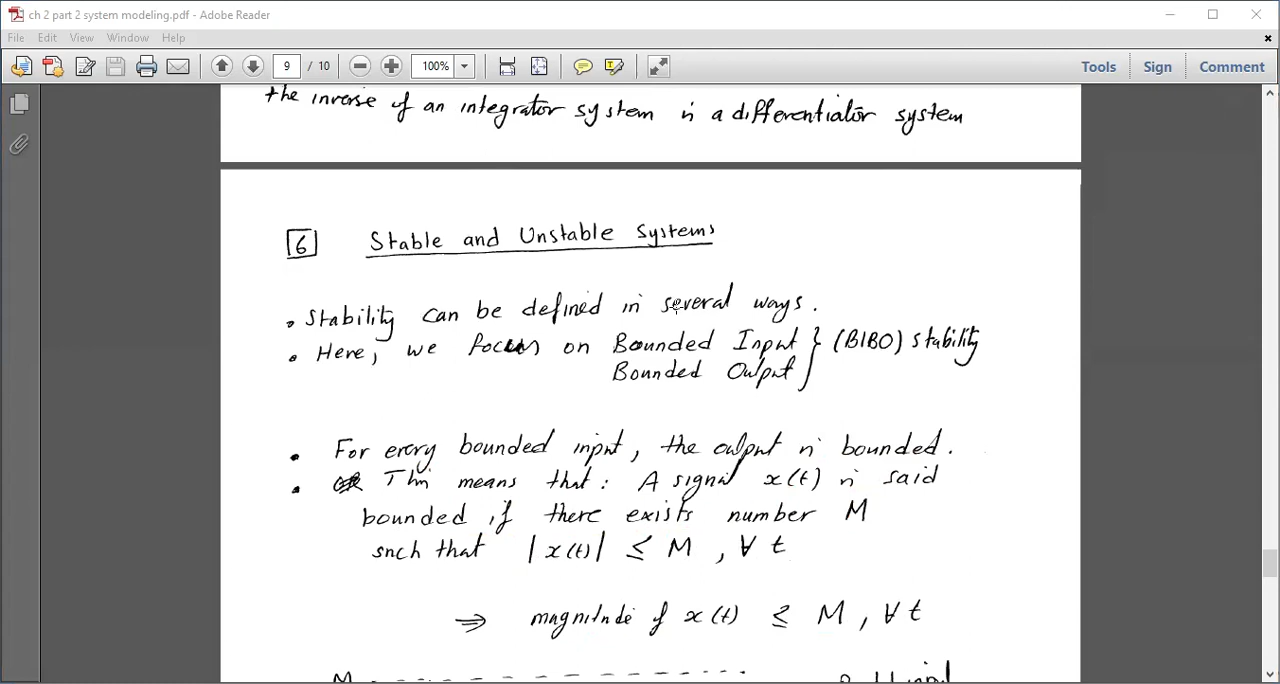 ch 2 part 2 system modeling.pdf - Adobe Reader
File Edit View Window Help
9 / 10 100% Tools Sign Comment
the inverse of an integrator system is a differentiator system
6 Stable and Unstable Systems
• Stability can be defined in several ways.
• Here, we focus on Bounded Input } (BIBO) stability
Bounded Output
• For every bounded input, the output is bounded.
• This means that: A signal x(t) is said
bounded if there exists number M
such that |x(t)| ≤ M, ∀ t
⇒ magnitude of x(t) ≤ M, ∀ t
M